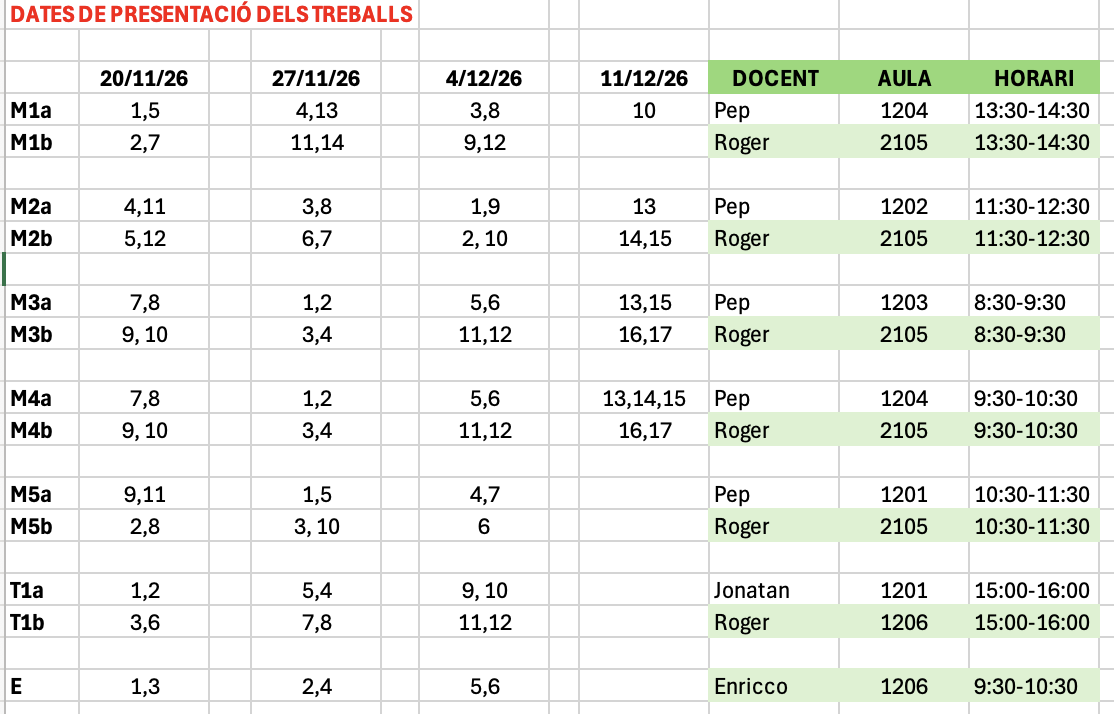 DATES DE PRESENTACIÓ DELS TREBALLS
20/11/26 27/11/26 4/12/26 11/12/26 DOCENT AULA HORARI
M1a 1,5 4,13 3,8 10 Pep 1204 13:30-14:30
M1b 2,7 11,14 9,12 Roger 2105 13:30-14:30
M2a 4,11 3,8 1,9 13 Pep 1202 11:30-12:30
M2b 5,12 6,7 2, 10 14,15 Roger 2105 11:30-12:30
M3a 7,8 1,2 5,6 13,15 Pep 1203 8:30-9:30
M3b 9, 10 3,4 11,12 16,17 Roger 2105 8:30-9:30
M4a 7,8 1,2 5,6 13,14,15 Pep 1204 9:30-10:30
M4b 9, 10 3,4 11,12 16,17 Roger 2105 9:30-10:30
M5a 9,11 1,5 4,7 Pep 1201 10:30-11:30
M5b 2,8 3, 10 6 Roger 2105 10:30-11:30
T1a 1,2 5,4 9, 10 Jonatan 1201 15:00-16:00
T1b 3,6 7,8 11,12 Roger 1206 15:00-16:00
E 1,3 2,4 5,6 Enricco 1206 9:30-10:30